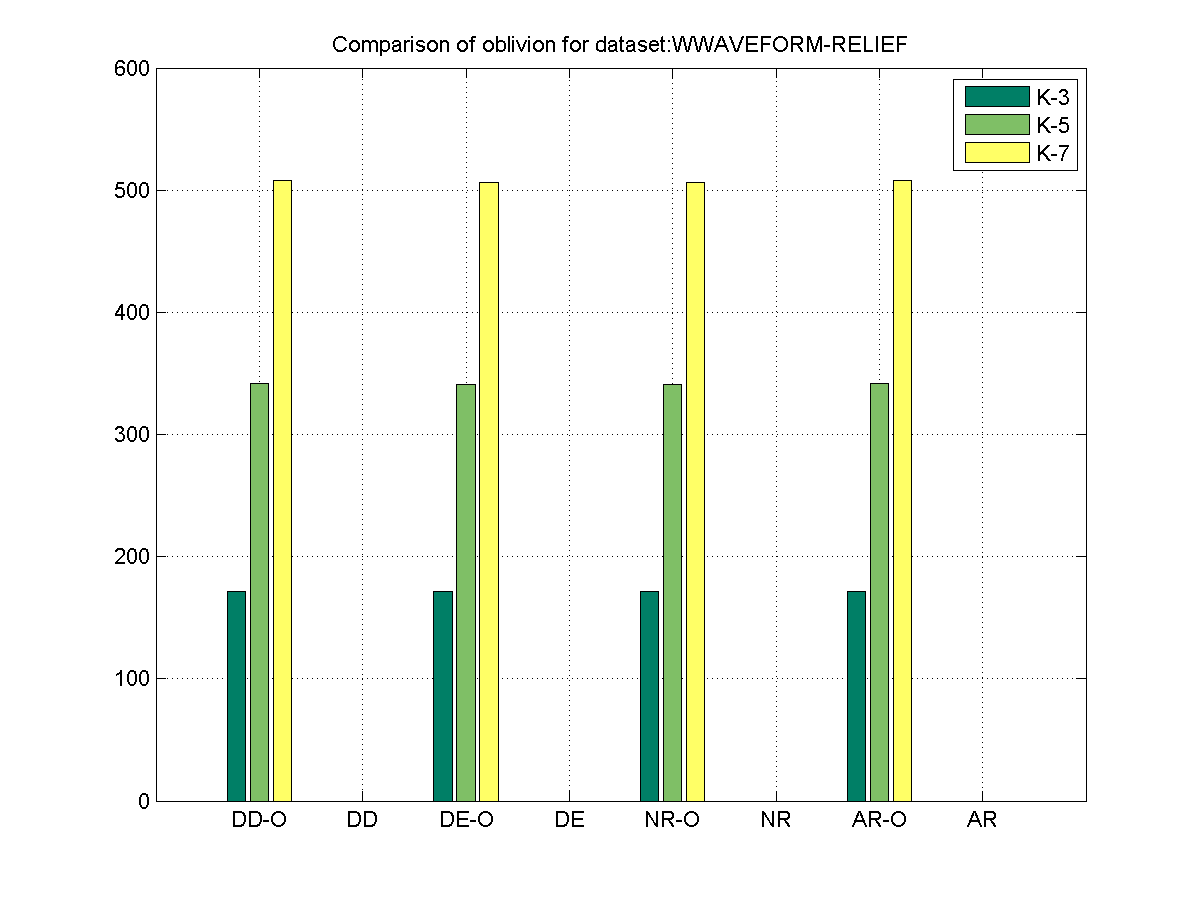 Comparison of oblivion for dataset:WWAVEFORM-RELIEF
600
K-3
K-5
K-7
500
400
300
200
100
0
DD-O DD DE-O DE NR-O NR AR-O AR